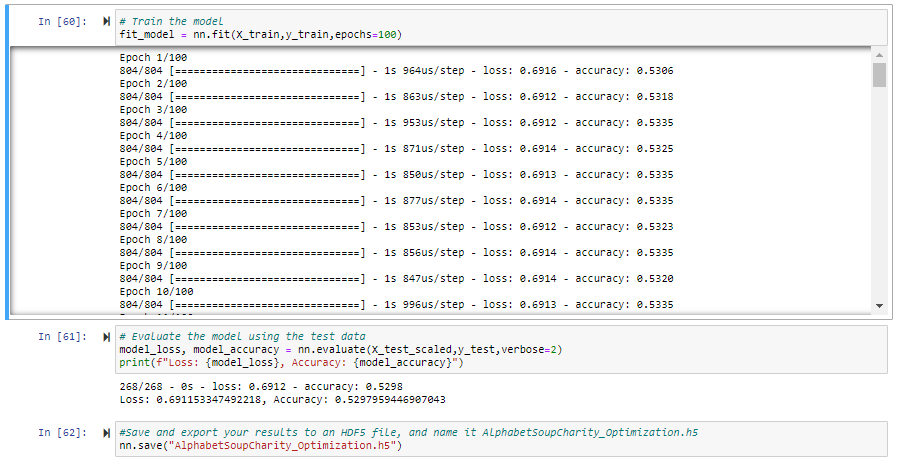 In [60]:
# Train the model
fit_model = nn.fit(X_train,y_train,epochs=100)
Epoch 1/100
804/804 [==============================] - 1s 964us/step - loss: 0.6916 - accuracy: 0.5306
Epoch 2/100
804/804 [==============================] - 1s 863us/step - loss: 0.6912 - accuracy: 0.5318
Epoch 3/100
804/804 [==============================] - 1s 953us/step - loss: 0.6912 - accuracy: 0.5335
Epoch 4/100
804/804 [==============================] - 1s 871us/step - loss: 0.6914 - accuracy: 0.5325
Epoch 5/100
804/804 [==============================] - 1s 850us/step - loss: 0.6913 - accuracy: 0.5335
Epoch 6/100
804/804 [==============================] - 1s 877us/step - loss: 0.6914 - accuracy: 0.5335
Epoch 7/100
804/804 [==============================] - 1s 853us/step - loss: 0.6912 - accuracy: 0.5323
Epoch 8/100
804/804 [==============================] - 1s 856us/step - loss: 0.6914 - accuracy: 0.5335
Epoch 9/100
804/804 [==============================] - 1s 847us/step - loss: 0.6914 - accuracy: 0.5320
Epoch 10/100
804/804 [==============================] - 1s 996us/step - loss: 0.6913 - accuracy: 0.5335
In [61]:
# Evaluate the model using the test data
model_loss, model_accuracy = nn.evaluate(X_test_scaled,y_test,verbose=2)
print(f"Loss: {model_loss}, Accuracy: {model_accuracy}")
268/268 - 0s - loss: 0.6912 - accuracy: 0.5298
Loss: 0.691153347492218, Accuracy: 0.5297959446907043
In [62]:
#Save and export your results to an HDF5 file, and name it AlphabetSoupCharity_Optimization.h5
nn.save("AlphabetSoupCharity_Optimization.h5")